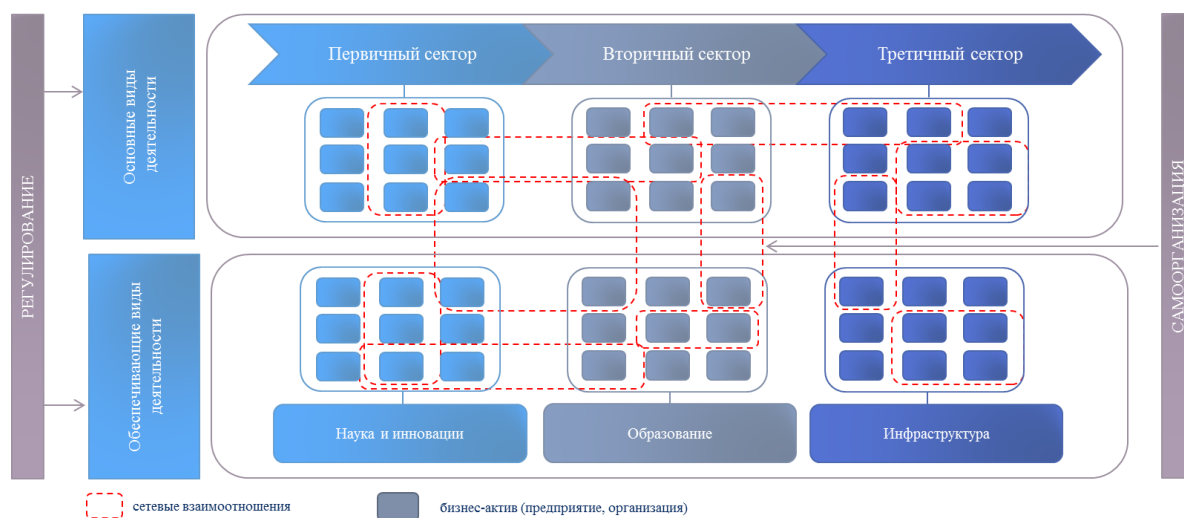 РЕГУЛИРОВАНИЕ
Основные виды
деятельности
Первичный сектор
Вторичный сектор
Третичный сектор
САМООРГАНИЗАЦИЯ
Обеспечивающие виды
деятельности
Наука и инновации
Образование
Инфраструктура
сетевые взаимоотношения
бизнес-актив (предприятие, организация)